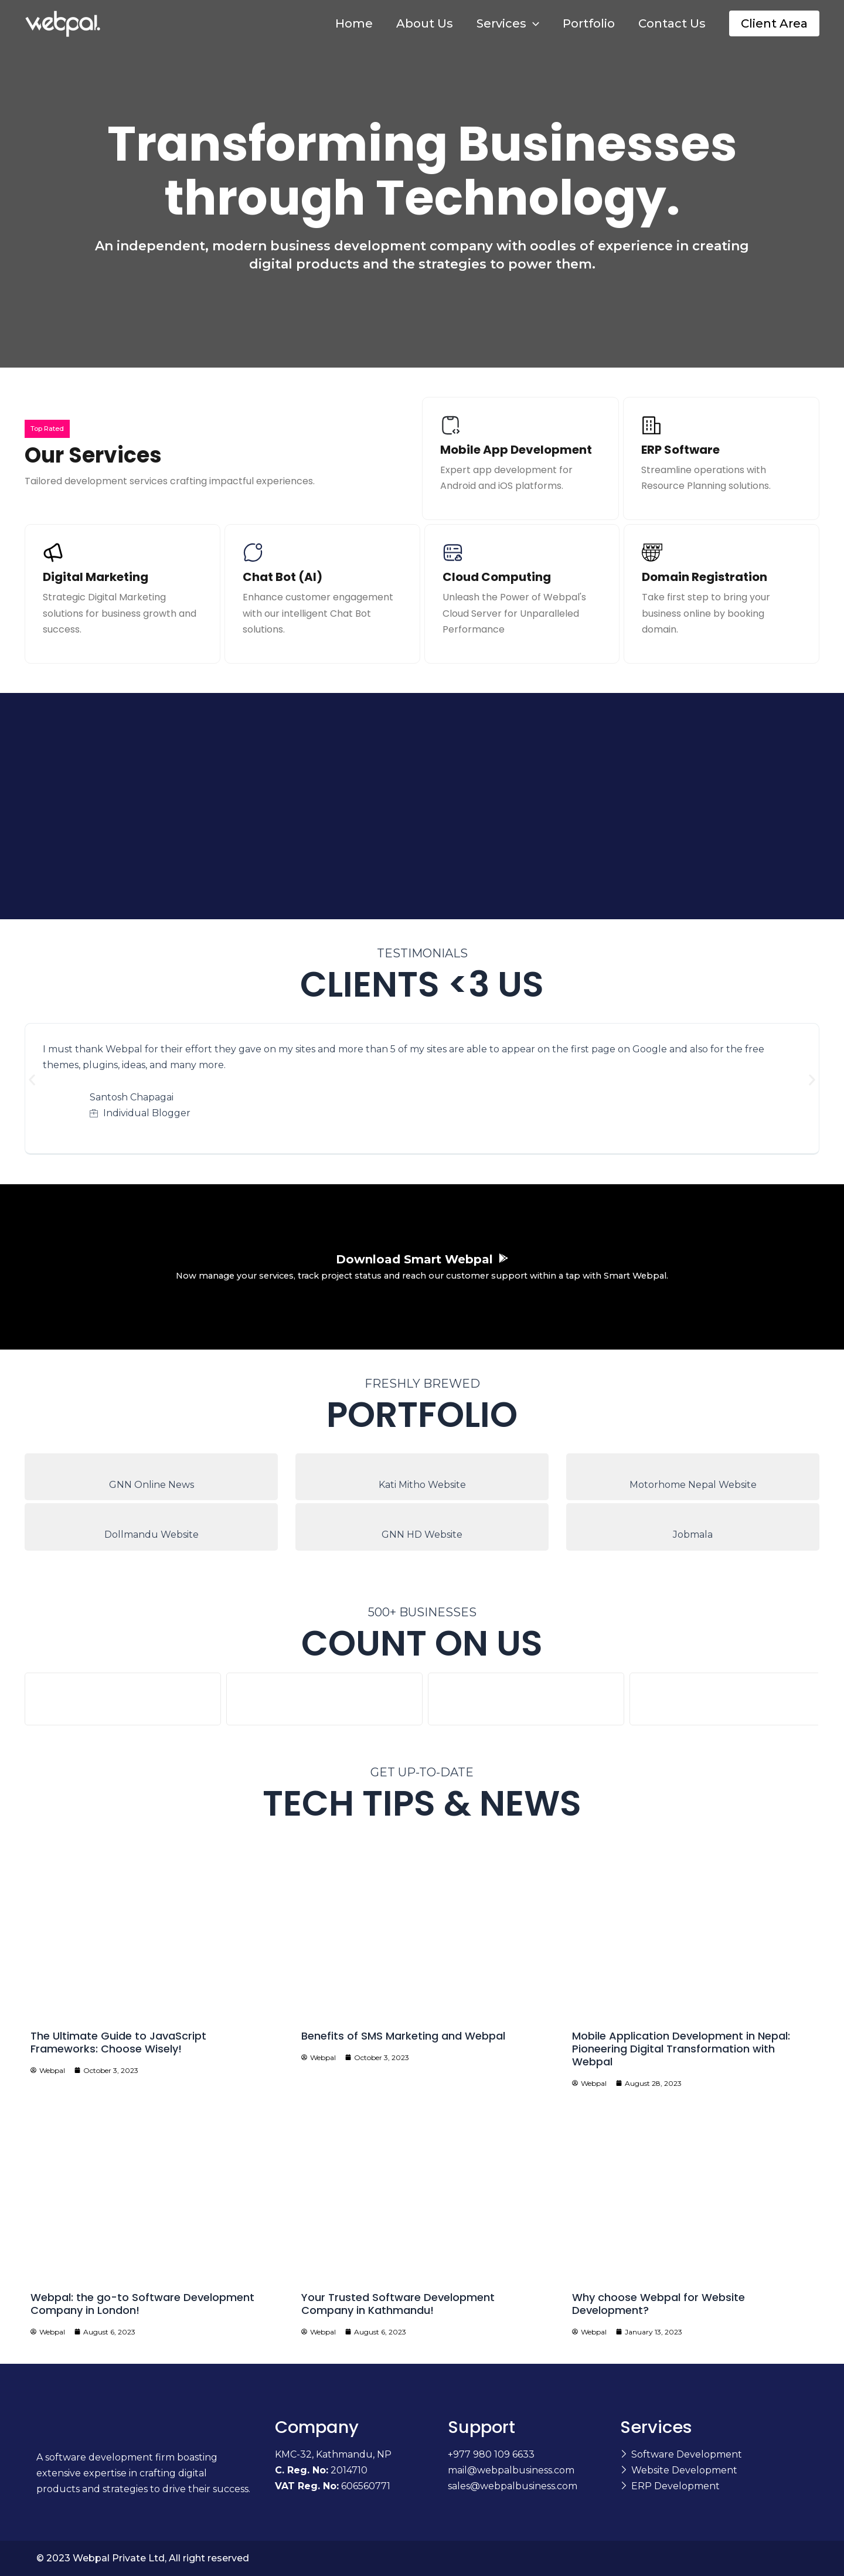 webpal.
Home
About Us
Services
Portfolio
Contact Us
Client Area
Transforming Businesses
through Technology.
An independent, modern business development company with oodles of experience in creating
digital products and the strategies to power them.
Top Rated
Our Services
Tailored development services crafting impactful experiences.
Mobile App Development
Expert app development for
Android and iOS platforms.
ERP Software
Streamline operations with
Resource Planning solutions.
Digital Marketing
Strategic Digital Marketing
solutions for business growth and
success.
Chat Bot (AI)
Enhance customer engagement
with our intelligent Chat Bot
solutions.
Cloud Computing
Unleash the Power of Webpal's
Cloud Server for Unparalleled
Performance
Domain Registration
Take first step to bring your
business online by booking
domain.
TESTIMONIALS
CLIENTS <3 US
I must thank Webpal for their effort they gave on my sites and more than 5 of my sites are able to appear on the first page on Google and also for the free
themes, plugins, ideas, and many more.
Santosh Chapagai
Individual Blogger
Download Smart Webpal
Now manage your services, track project status and reach our customer support within a tap with Smart Webpal.
FRESHLY BREWED
PORTFOLIO
GNN Online News
Kati Mitho Website
Motorhome Nepal Website
Dollmandu Website
GNN HD Website
Jobmala
500+ BUSINESSES
COUNT ON US
GET UP-TO-DATE
TECH TIPS & NEWS
The Ultimate Guide to JavaScript
Frameworks: Choose Wisely!
Webpal October 3, 2023
Benefits of SMS Marketing and Webpal
Webpal October 3, 2023
Mobile Application Development in Nepal:
Pioneering Digital Transformation with
Webpal
Webpal August 28, 2023
Webpal: the go-to Software Development
Company in London!
Webpal August 6, 2023
Your Trusted Software Development
Company in Kathmandu!
Webpal August 6, 2023
Why choose Webpal for Website
Development?
Webpal January 13, 2023
A software development firm boasting
extensive expertise in crafting digital
products and strategies to drive their success.
Company
KMC-32, Kathmandu, NP
C. Reg. No: 2014710
VAT Reg. No: 606560771
Support
+977 980 109 6633
mail@webpalbusiness.com
sales@webpalbusiness.com
Services
Software Development
Website Development
ERP Development
© 2023 Webpal Private Ltd, All right reserved